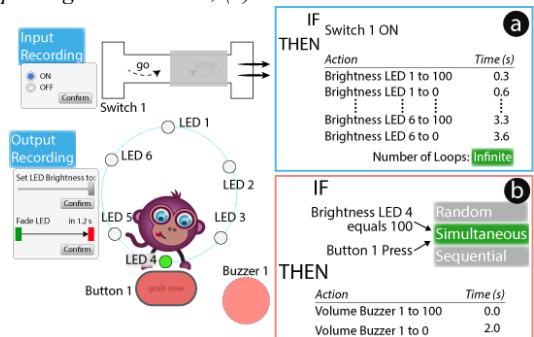 Input
Recording
ON
OFF
Confirm
go
stop
Switch 1
Output
Recording
Set LED Brightness to:
Confirm
Fade LED in 1.2 s
Confirm
LED 1
LED 6
LED 2
LED 5
LED 3
LED 4
Button 1
grab now
Buzzer 1
a
IF Switch 1 ON
THEN
Action Time (s)
Brightness LED 1 to 100 0.3
Brightness LED 1 to 0 0.6
Brightness LED 6 to 100 3.3
Brightness LED 6 to 0 3.6
Number of Loops: Infinite
b
IF
Brightness LED 4
equals 100
Button 1 Press
Random
Simultaneous
Sequential
THEN
Action Time (s)
Volume Buzzer 1 to 100 0.0
Volume Buzzer 1 to 0 2.0